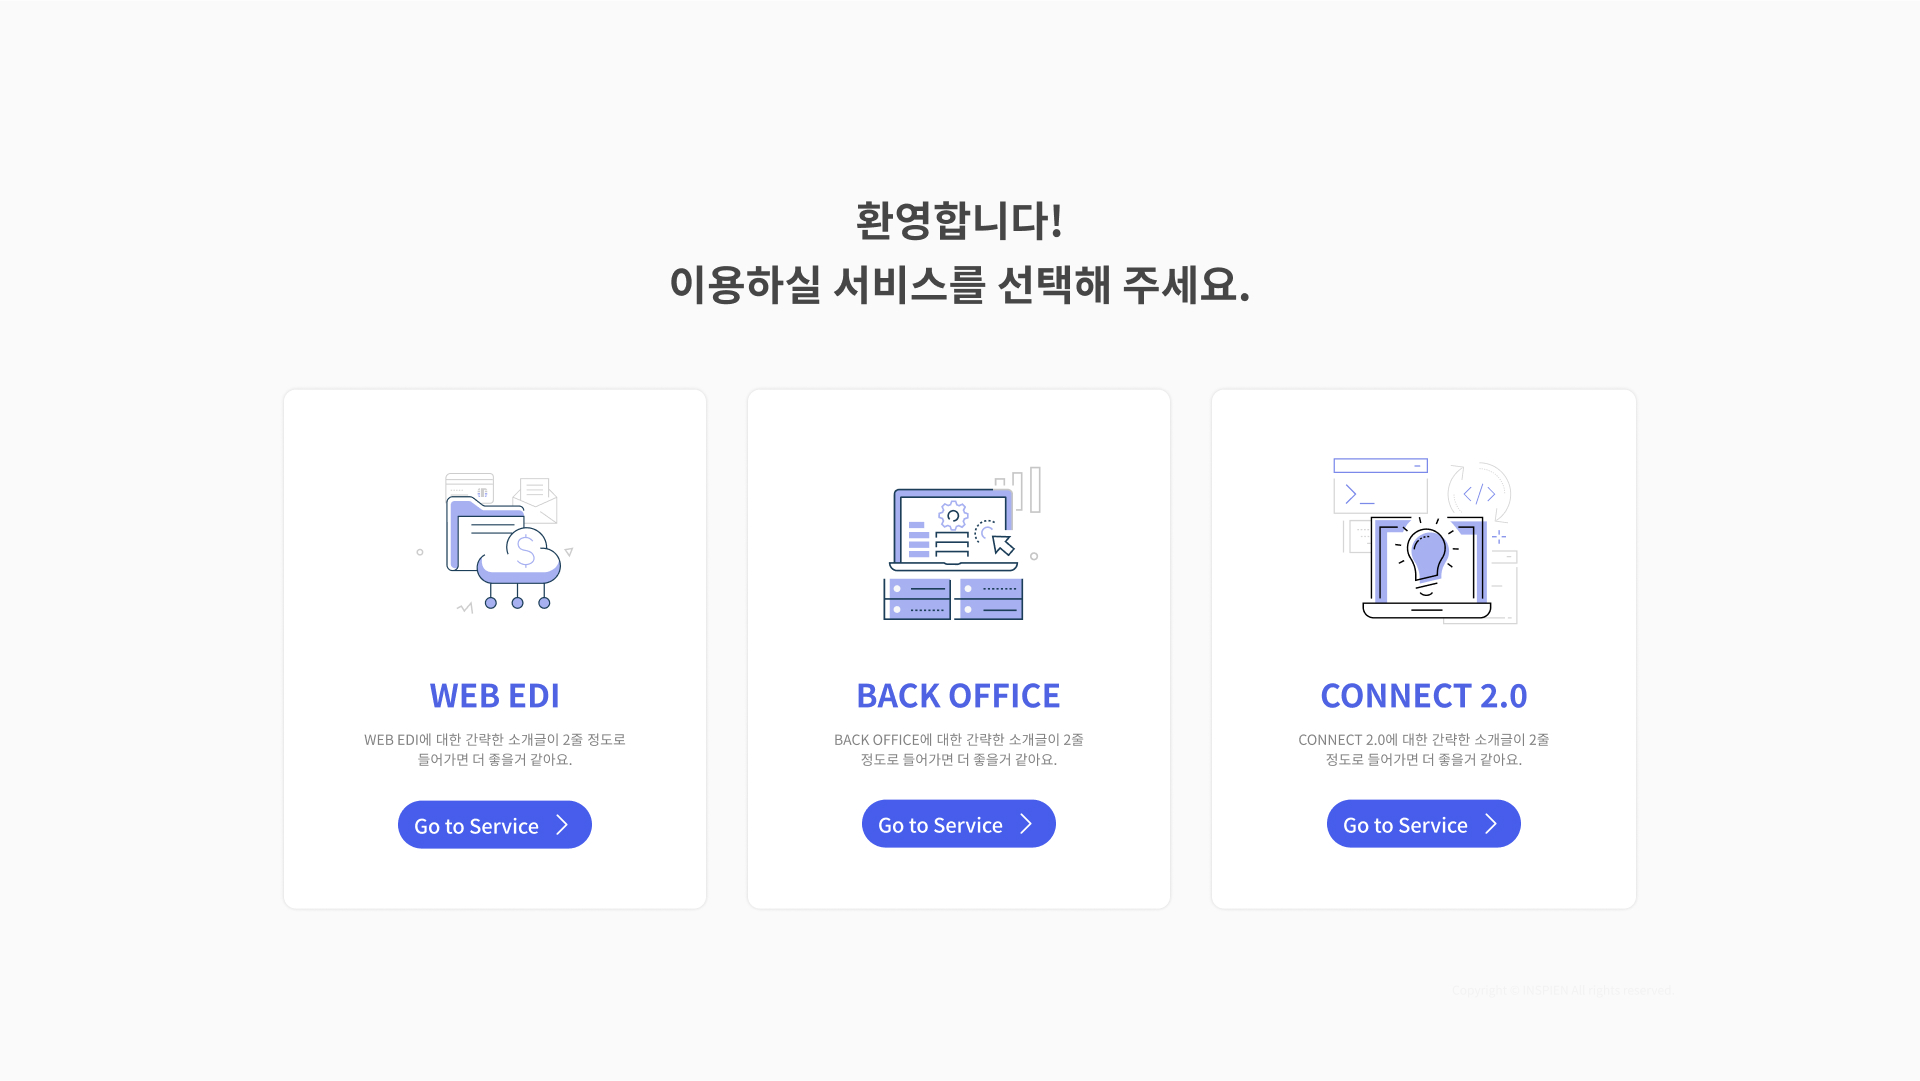 환영합니다!
이용하실 서비스를 선택해 주세요.
WEB EDI
WEB EDI에 대한 간략한 소개글이 2줄 정도로
들어가면 더 좋을거 같아요.
Go to Service
BACK OFFICE
BACK OFFICE에 대한 간략한 소개글이 2줄
정도로 들어가면 더 좋을거 같아요.
Go to Service
CONNECT 2.0
CONNECT 2.0에 대한 간략한 소개글이 2줄
정도로 들어가면 더 좋을거 같아요.
Go to Service
Copyright © INSPIEN All rights reserved.